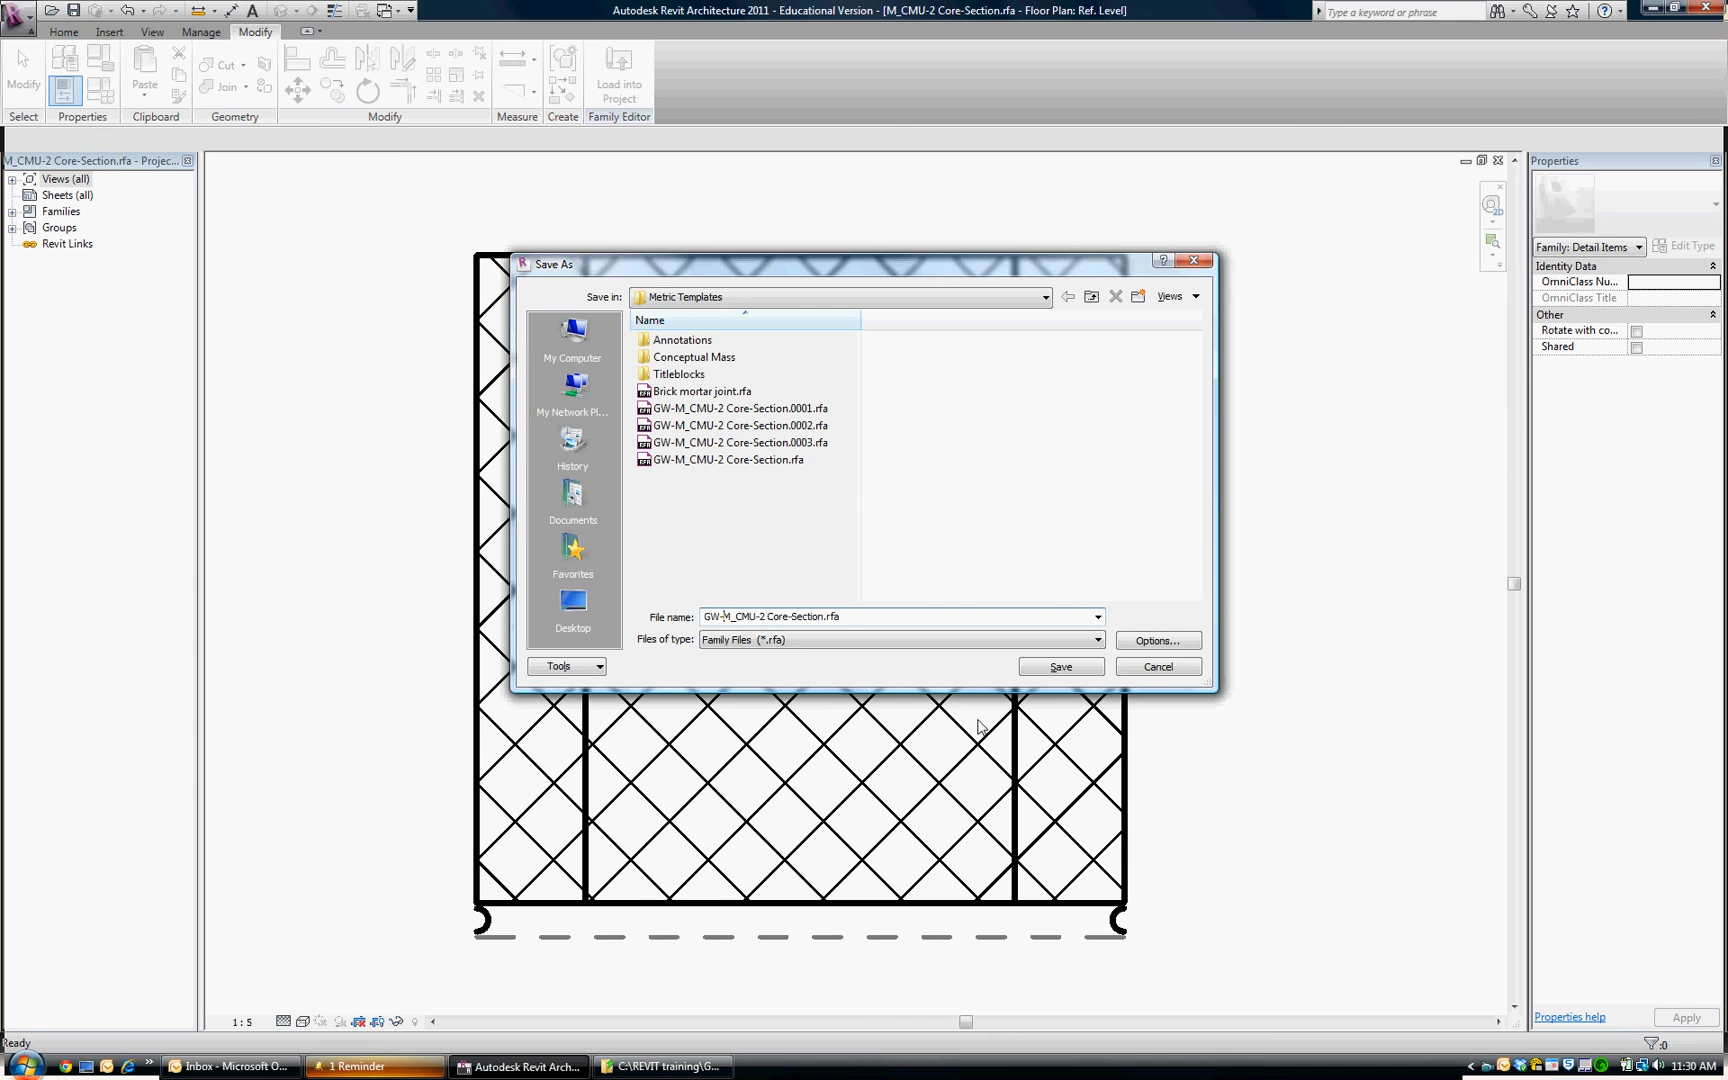 Autodesk Revit Architecture 2011 - Educational Version - [M_CMU-2 Core-Section.rfa - Floor Plan: Ref. Level]
Type a keyword or phrase
Home Insert View Manage Modify
Modify
Paste
Cut
Join
Load into
Project
Select Properties Clipboard Geometry Modify Measure Create Family Editor
M_CMU-2 Core-Section.rfa - Projec...
Views (all)
Sheets (all)
Families
Groups
Revit Links
Save As
Save in: Metric Templates
Views
My Computer
My Network Pl...
History
Documents
Favorites
Desktop
Name
Annotations
Conceptual Mass
Titleblocks
Brick mortar joint.rfa
GW-M_CMU-2 Core-Section.0001.rfa
GW-M_CMU-2 Core-Section.0002.rfa
GW-M_CMU-2 Core-Section.0003.rfa
GW-M_CMU-2 Core-Section.rfa
File name: GW-M_CMU-2 Core-Section.rfa
Files of type: Family Files (*.rfa)
Options...
Tools
Save
Cancel
2D
Properties
Family: Detail Items
Edit Type
Identity Data
OmniClass Nu...
OmniClass Title
Other
Rotate with co...
Shared
Properties help
Apply
1 : 5
Ready
:0
Inbox - Microsoft O...
1 Reminder
Autodesk Revit Arch...
C:\REVIT training\G...
11:30 AM